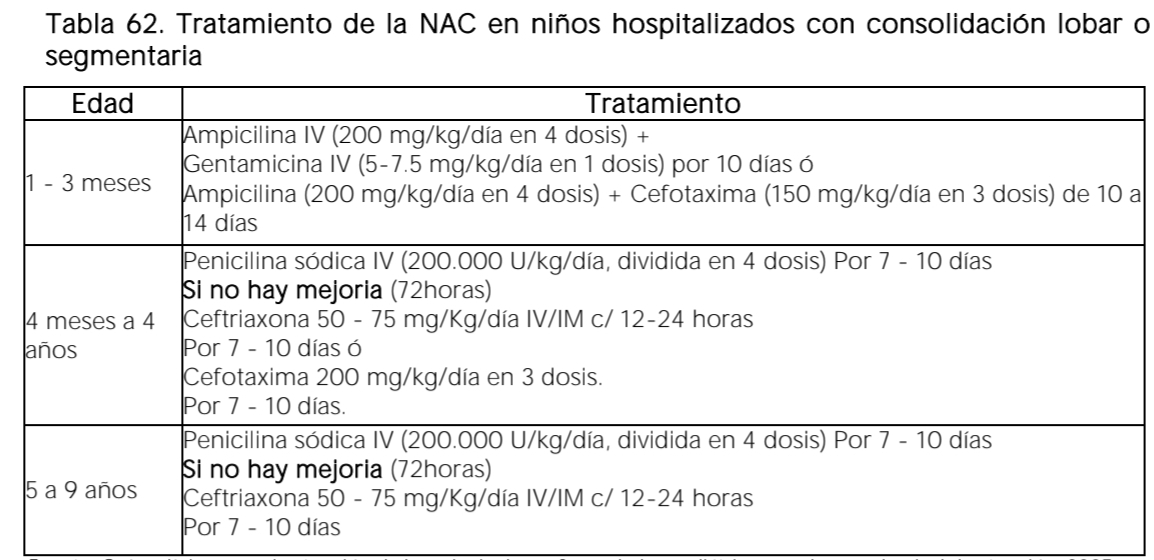 Tabla 62. Tratamiento de la NAC en niños hospitalizados con consolidación lobar o
segmentaria
Edad
Tratamiento
1 - 3 meses
Ampicilina IV (200 mg/kg/día en 4 dosis) +
Gentamicina IV (5-7.5 mg/kg/día en 1 dosis) por 10 días ó
Ampicilina (200 mg/kg/día en 4 dosis) + Cefotaxima (150 mg/kg/día en 3 dosis) de 10 a
14 días
4 meses a 4
años
Penicilina sódica IV (200.000 U/kg/día, dividida en 4 dosis) Por 7 - 10 días
Si no hay mejoria (72horas)
Ceftriaxona 50 - 75 mg/Kg/día IV/IM c/ 12-24 horas
Por 7 - 10 días ó
Cefotaxima 200 mg/kg/día en 3 dosis.
Por 7 - 10 días.
5 a 9 años
Penicilina sódica IV (200.000 U/kg/día, dividida en 4 dosis) Por 7 - 10 días
Si no hay mejoria (72horas)
Ceftriaxona 50 - 75 mg/Kg/día IV/IM c/ 12-24 horas
Por 7 - 10 días